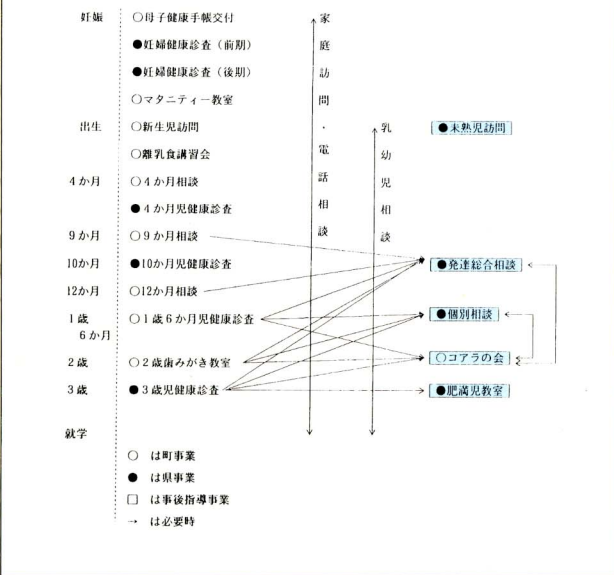 妊娠 ○母子健康手帳交付
●妊婦健康診査（前期）
●妊婦健康診査（後期）
○マタニティー教室
出生 ○新生児訪問
○離乳食講習会
4か月 ○4か月相談
●4か月児健康診査
9か月 ○9か月相談
10か月 ●10か月児健康診査
12か月 ○12か月相談
1歳 ○1歳6か月児健康診査
6か月
2歳 ○2歳歯みがき教室
3歳 ●3歳児健康診査
就学
家庭訪問・電話相談
乳幼児相談
●未熟児訪問
●発達総合相談
●個別相談
○コアラの会
●肥満児教室
○ は町事業
● は県事業
□ は事後指導事業
→ は必要時